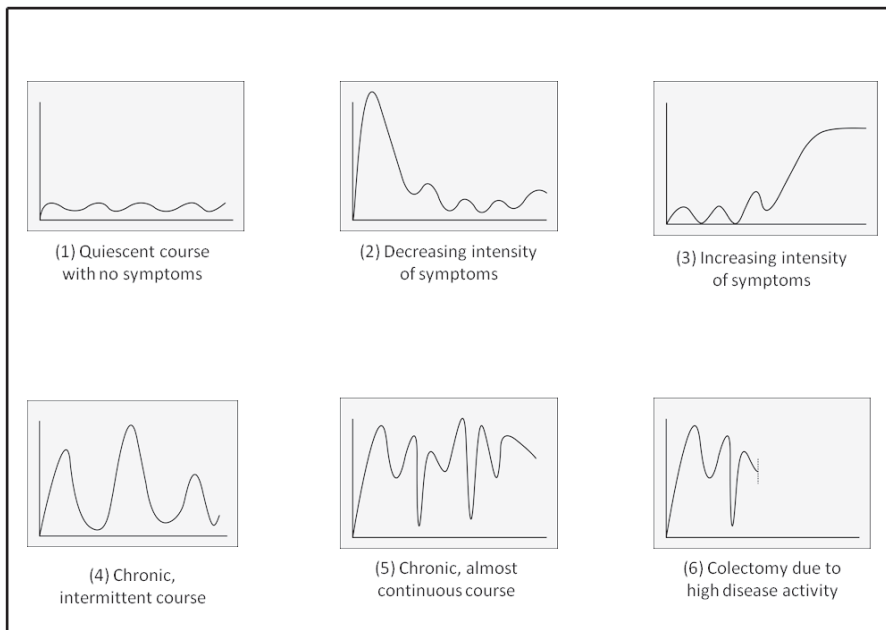 (1) Quiescent course
with no symptoms
(2) Decreasing intensity
of symptoms
(3) Increasing intensity
of symptoms
(4) Chronic,
intermittent course
(5) Chronic, almost
continuous course
(6) Colectomy due to
high disease activity